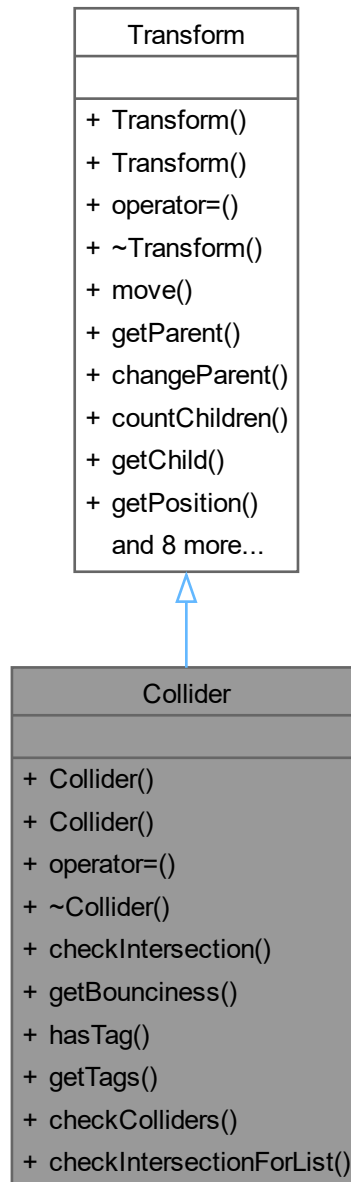 Transform
+ Transform()
+ Transform()
+ operator=()
+ ~Transform()
+ move()
+ getParent()
+ changeParent()
+ countChildren()
+ getChild()
+ getPosition()
and 8 more...
Collider
+ Collider()
+ Collider()
+ operator=()
+ ~Collider()
+ checkIntersection()
+ getBounciness()
+ hasTag()
+ getTags()
+ checkColliders()
+ checkIntersectionForList()